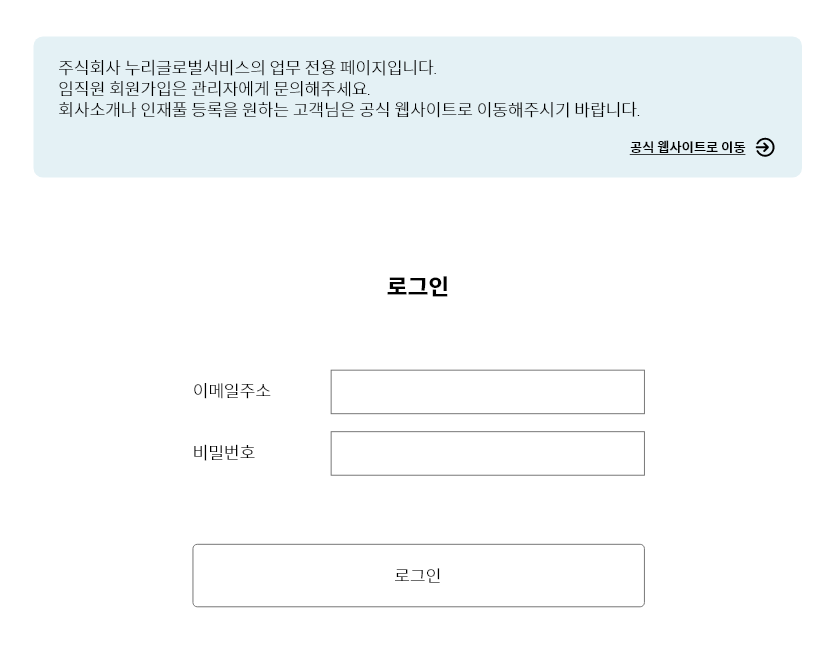 주식회사 누리글로벌서비스의 업무 전용 페이지입니다.
임직원 회원가입은 관리자에게 문의해주세요.
회사소개나 인재풀 등록을 원하는 고객님은 공식 웹사이트로 이동해주시기 바랍니다.
공식 웹사이트로 이동
로그인
이메일주소
비밀번호
로그인